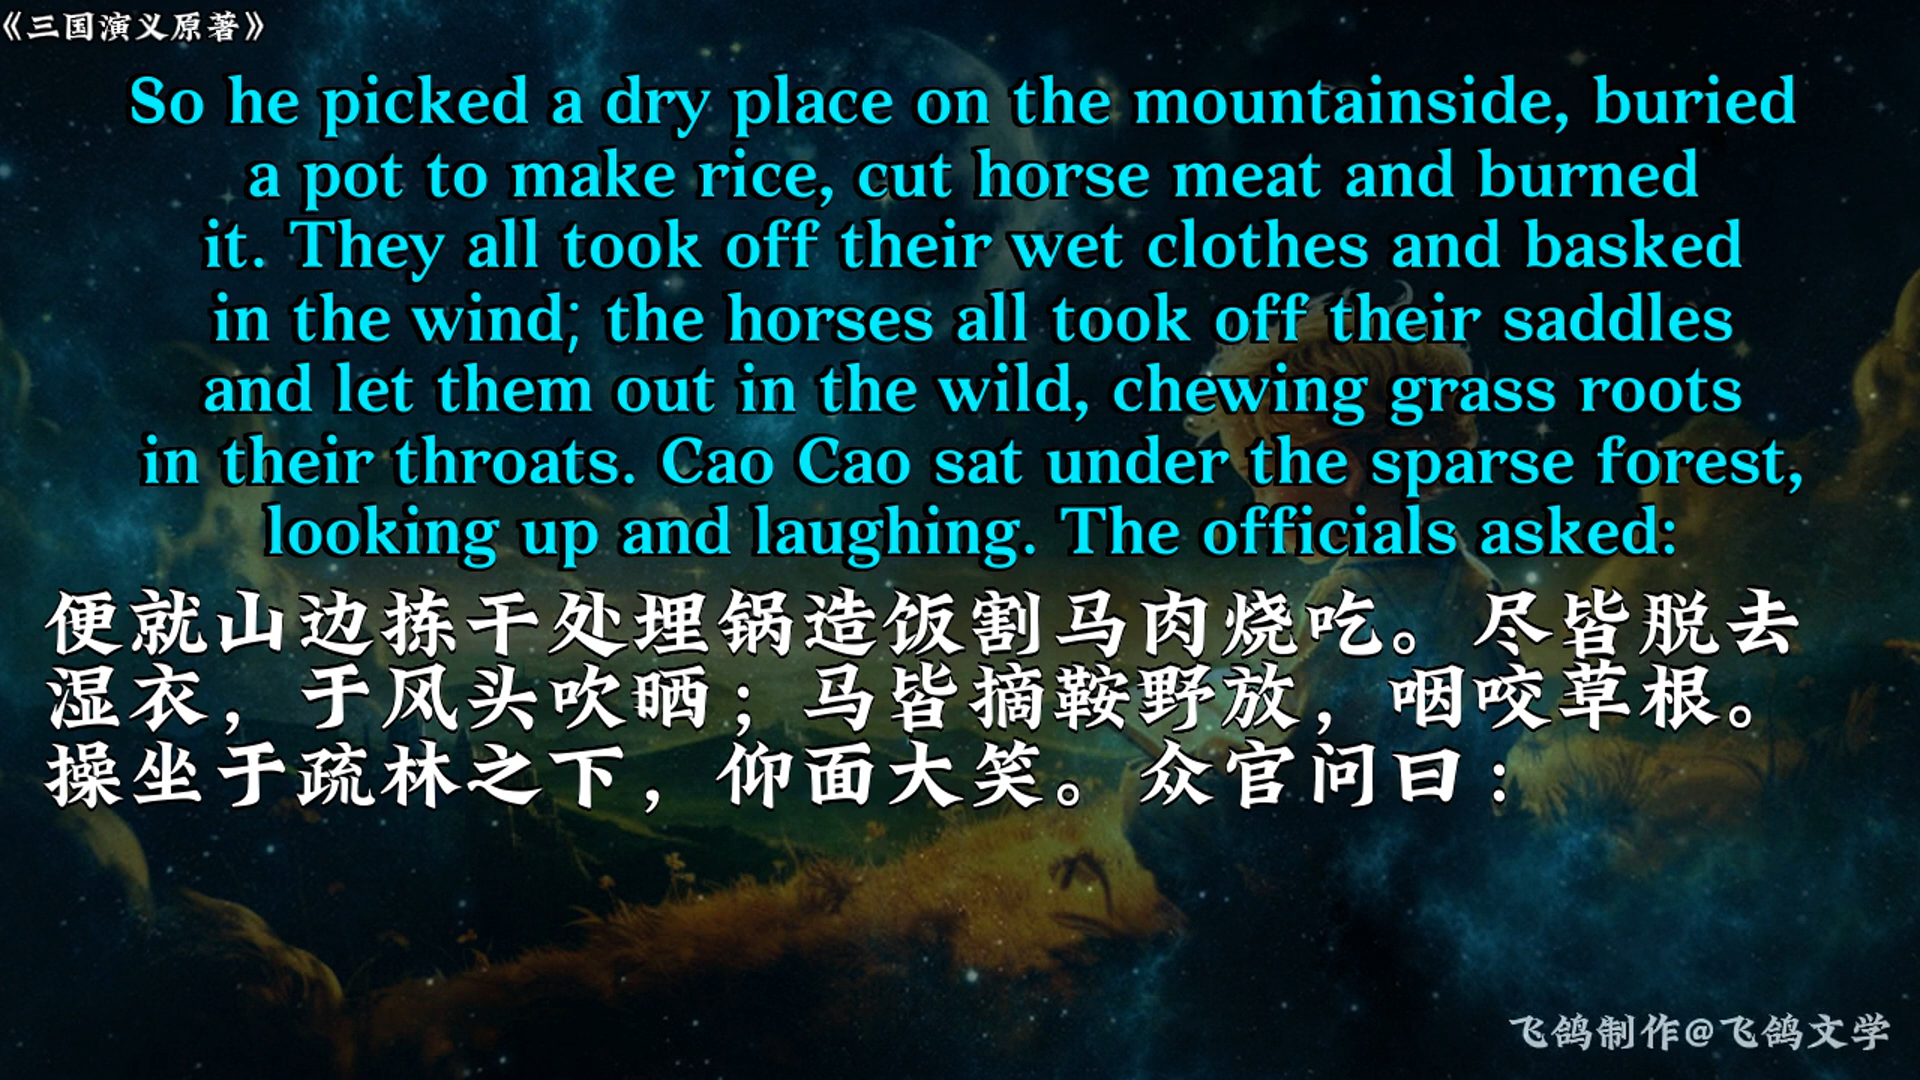 《三国演义原著》
So he picked a dry place on the mountainside, buried
a pot to make rice, cut horse meat and burned
it. They all took off their wet clothes and basked
in the wind; the horses all took off their saddles
and let them out in the wild, chewing grass roots
in their throats. Cao Cao sat under the sparse forest,
looking up and laughing. The officials asked:
便就山边拣干处埋锅造饭割马肉烧吃。尽皆脱去
湿衣，于风头吹晒；马皆摘鞍野放，咽咬草根。
操坐于疏林之下，仰面大笑。众官问曰：
飞鸽制作@飞鸽文学